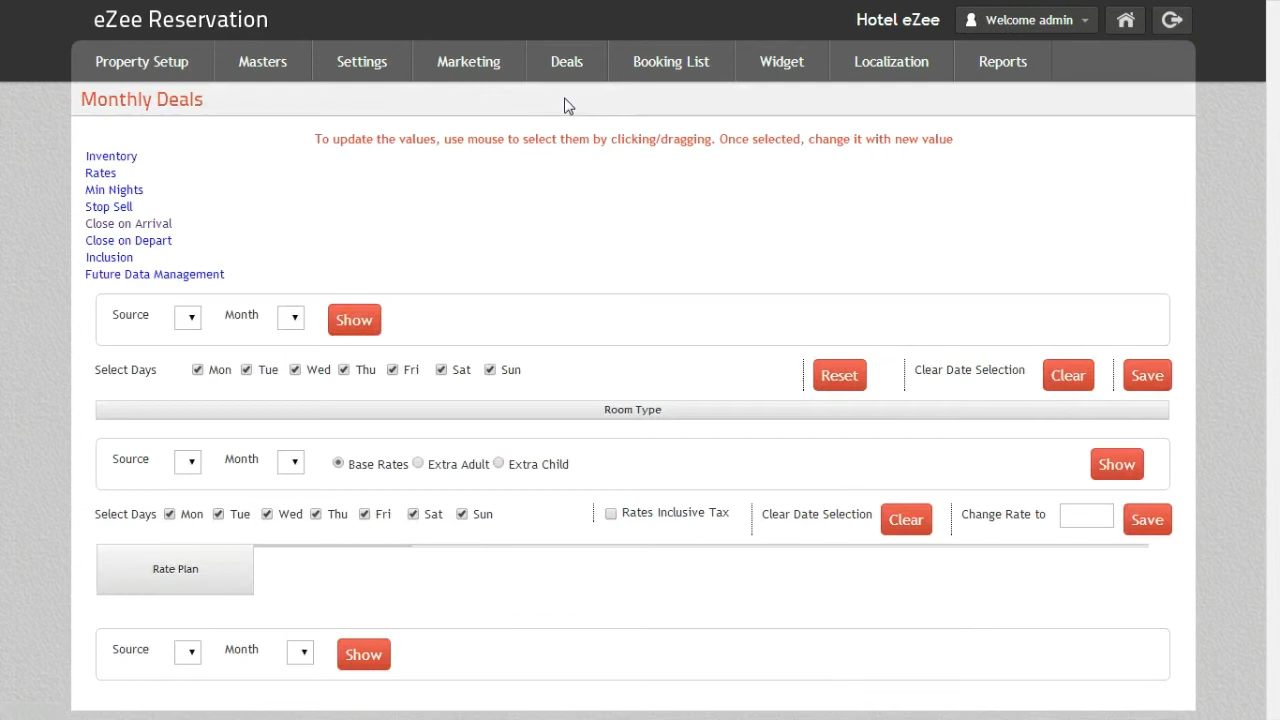 eZee Reservation
Hotel eZee
Welcome admin
Property Setup Masters Settings Marketing Deals Booking List Widget Localization Reports
Monthly Deals
To update the values, use mouse to select them by clicking/dragging. Once selected, change it with new value
Inventory
Rates
Min Nights
Stop Sell
Close on Arrival
Close on Depart
Inclusion
Future Data Management
Source Month Show
Select Days Mon Tue Wed Thu Fri Sat Sun Reset Clear Date Selection Clear Save
Room Type
Source Month Base Rates Extra Adult Extra Child Show
Select Days Mon Tue Wed Thu Fri Sat Sun Rates Inclusive Tax Clear Date Selection Clear Change Rate to Save
Rate Plan
Source Month Show